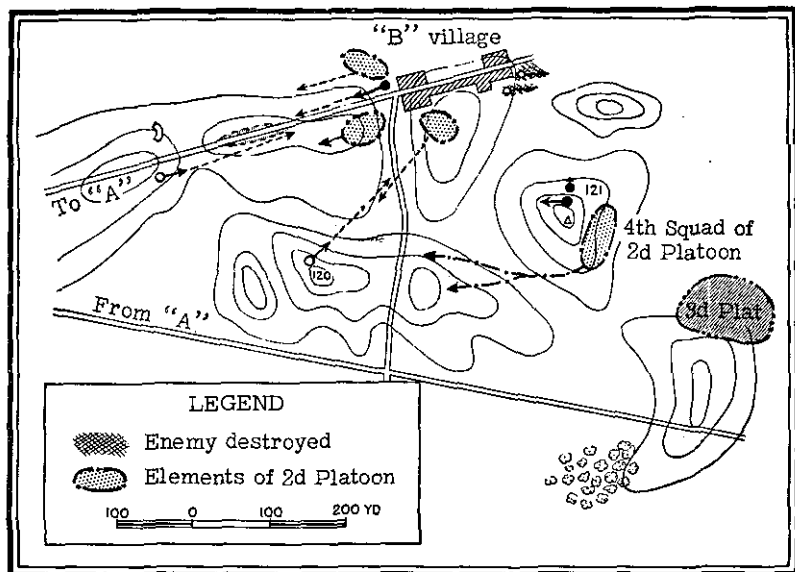 "B" village
To "A"
121
4th Squad of
2d Platoon
120
From "A"
3d Plat
LEGEND
Enemy destroyed
Elements of 2d Platoon
100 0 100 200 YD